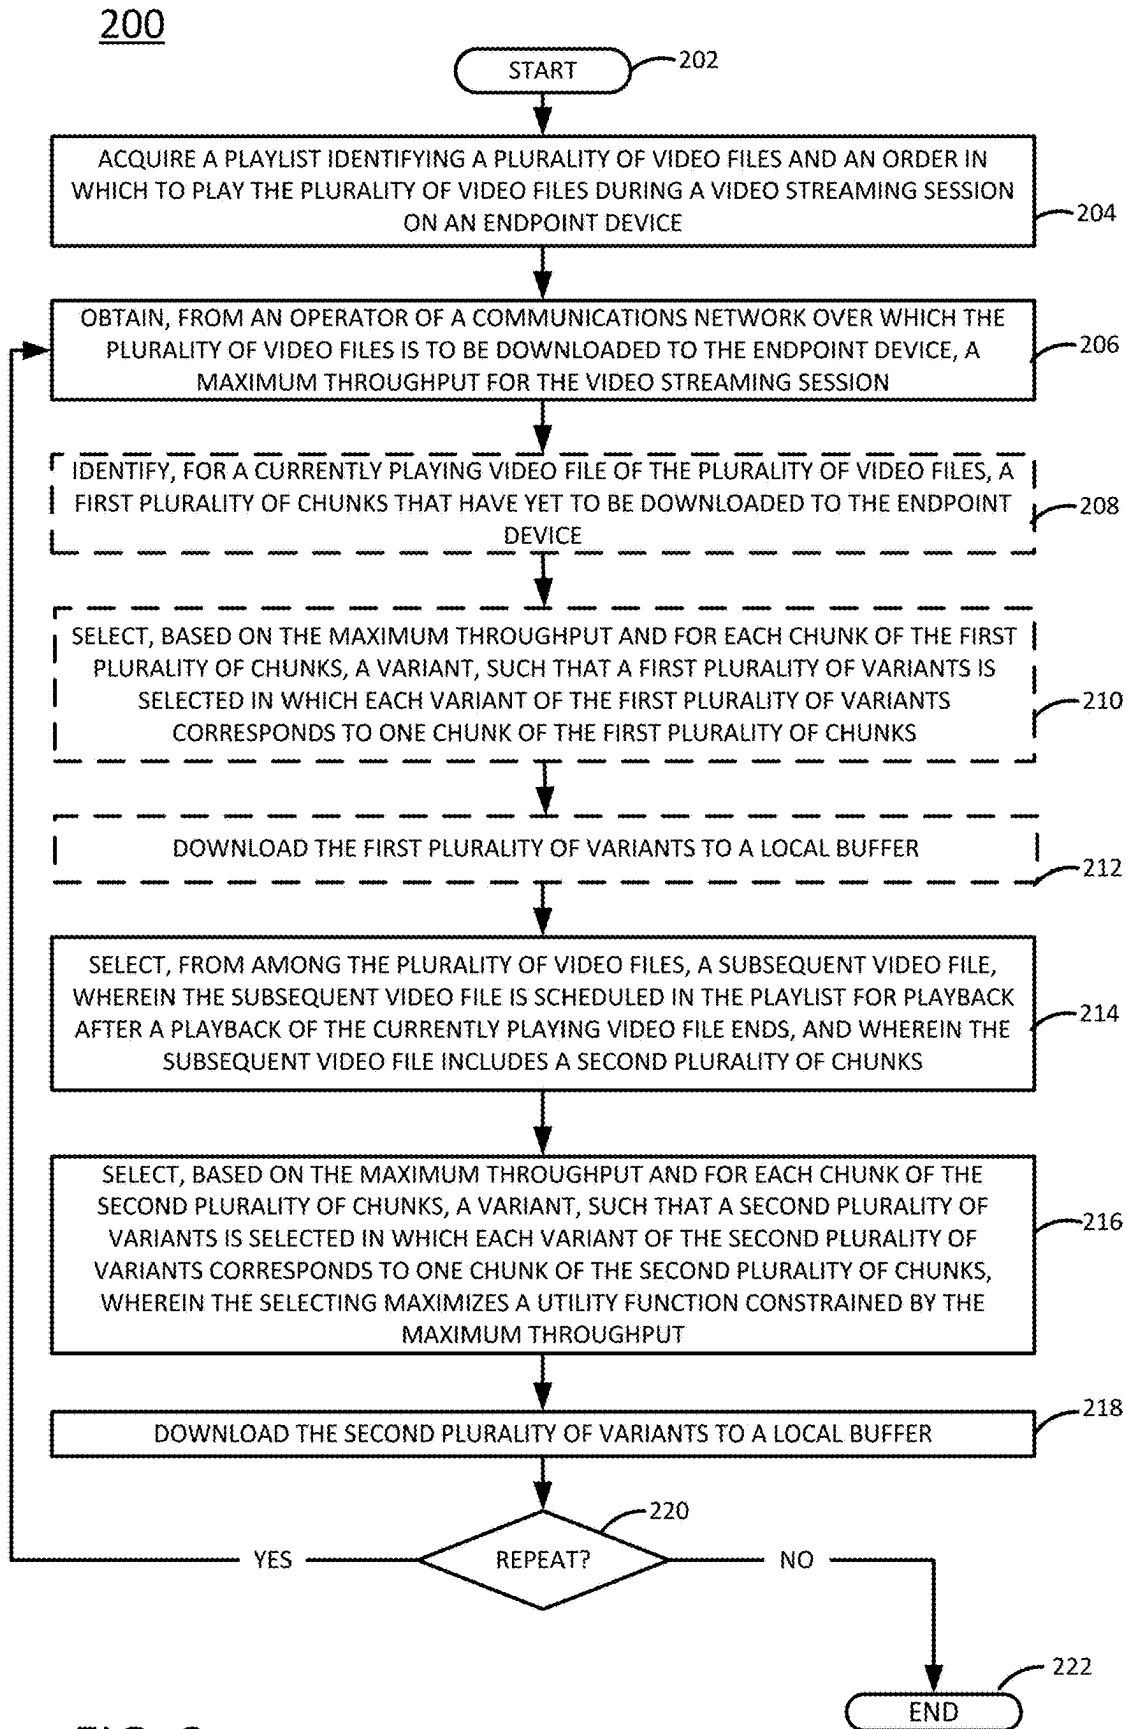 200
START
202
ACQUIRE A PLAYLIST IDENTIFYING A PLURALITY OF VIDEO FILES AND AN ORDER IN
WHICH TO PLAY THE PLURALITY OF VIDEO FILES DURING A VIDEO STREAMING SESSION
ON AN ENDPOINT DEVICE
204
OBTAIN, FROM AN OPERATOR OF A COMMUNICATIONS NETWORK OVER WHICH THE
PLURALITY OF VIDEO FILES IS TO BE DOWNLOADED TO THE ENDPOINT DEVICE, A
MAXIMUM THROUGHPUT FOR THE VIDEO STREAMING SESSION
206
IDENTIFY, FOR A CURRENTLY PLAYING VIDEO FILE OF THE PLURALITY OF VIDEO FILES, A
FIRST PLURALITY OF CHUNKS THAT HAVE YET TO BE DOWNLOADED TO THE ENDPOINT
DEVICE
208
SELECT, BASED ON THE MAXIMUM THROUGHPUT AND FOR EACH CHUNK OF THE FIRST
PLURALITY OF CHUNKS, A VARIANT, SUCH THAT A FIRST PLURALITY OF VARIANTS IS
SELECTED IN WHICH EACH VARIANT OF THE FIRST PLURALITY OF VARIANTS
CORRESPONDS TO ONE CHUNK OF THE FIRST PLURALITY OF CHUNKS
210
DOWNLOAD THE FIRST PLURALITY OF VARIANTS TO A LOCAL BUFFER
212
SELECT, FROM AMONG THE PLURALITY OF VIDEO FILES, A SUBSEQUENT VIDEO FILE,
WHEREIN THE SUBSEQUENT VIDEO FILE IS SCHEDULED IN THE PLAYLIST FOR PLAYBACK
AFTER A PLAYBACK OF THE CURRENTLY PLAYING VIDEO FILE ENDS, AND WHEREIN THE
SUBSEQUENT VIDEO FILE INCLUDES A SECOND PLURALITY OF CHUNKS
214
SELECT, BASED ON THE MAXIMUM THROUGHPUT AND FOR EACH CHUNK OF THE
SECOND PLURALITY OF CHUNKS, A VARIANT, SUCH THAT A SECOND PLURALITY OF
VARIANTS IS SELECTED IN WHICH EACH VARIANT OF THE SECOND PLURALITY OF
VARIANTS CORRESPONDS TO ONE CHUNK OF THE SECOND PLURALITY OF CHUNKS,
WHEREIN THE SELECTING MAXIMIZES A UTILITY FUNCTION CONSTRAINED BY THE
MAXIMUM THROUGHPUT
216
DOWNLOAD THE SECOND PLURALITY OF VARIANTS TO A LOCAL BUFFER
218
220
YES
REPEAT?
NO
222
END